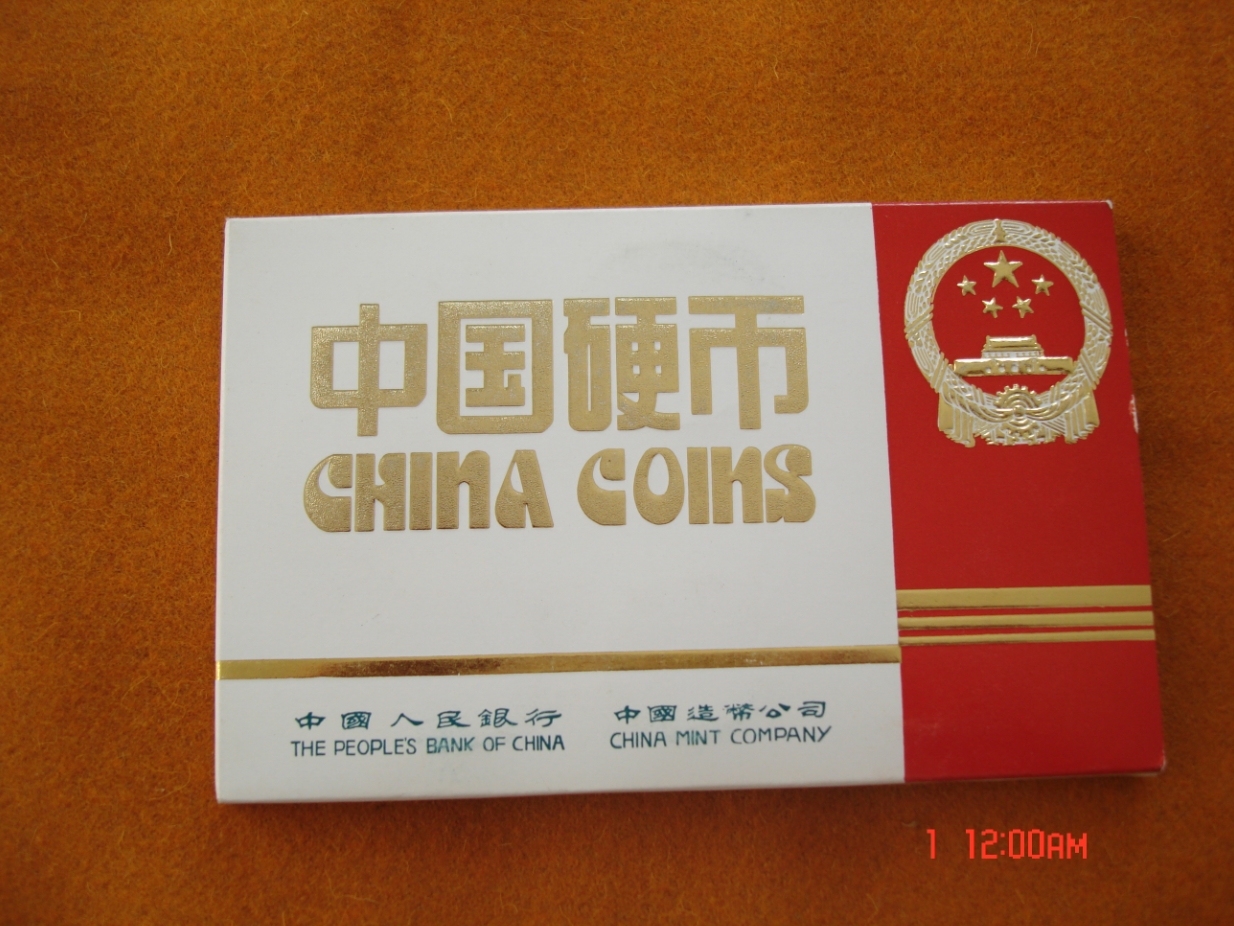 中国硬币
CHINA COINS
中國人民銀行 中國造幣公司
THE PEOPLE'S BANK OF CHINA CHINA MINT COMPANY
1 12:00AM